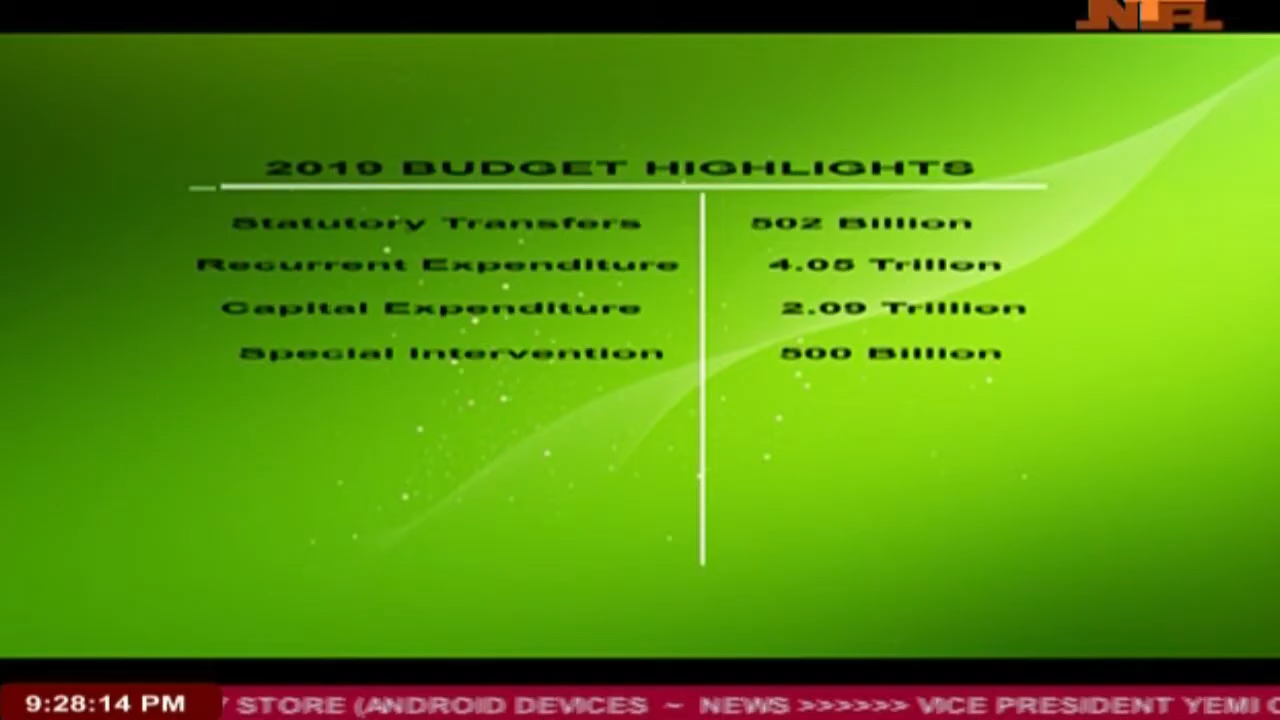 NTA
2019 BUDGET HIGHLIGHTS
Statutory Transfers 502 Billion
Recurrent Expenditure 4.05 Trillion
Capital Expenditure 2.09 Trillion
Special Intervention 500 Billion
9:28:14 PM STORE (ANDROID DEVICES ~ NEWS >>>>>> VICE PRESIDENT YEMI